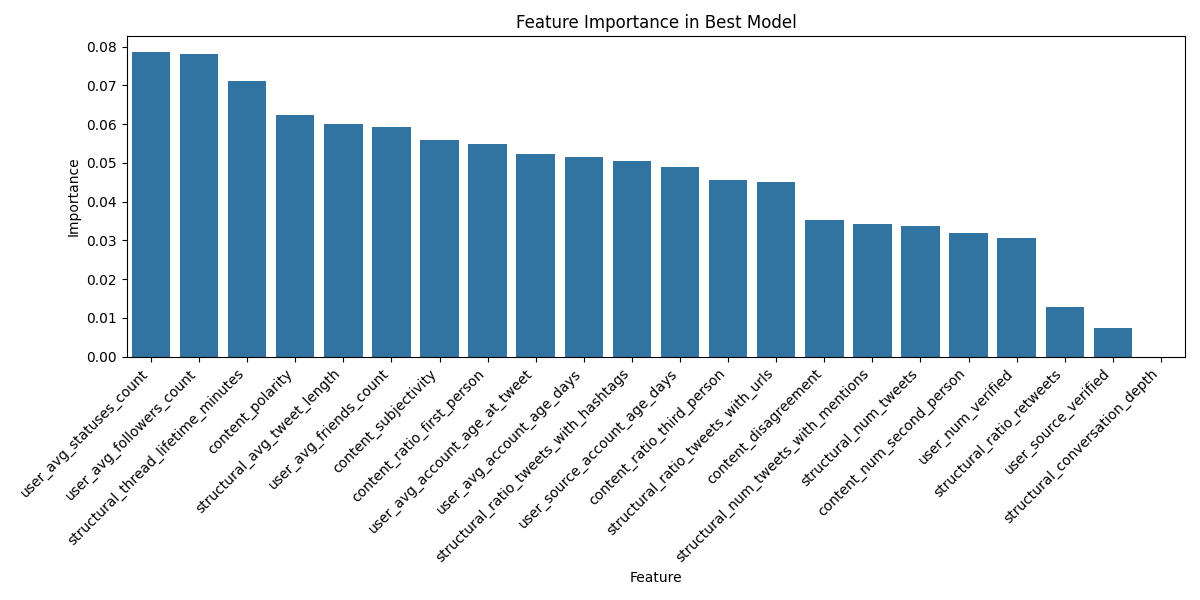 Feature Importance in Best Model
Importance
0.08
0.07
0.06
0.05
0.04
0.03
0.02
0.01
0.00
user_avg_statuses_count
user_avg_followers_count
structural_thread_lifetime_minutes
content_polarity
structural_avg_tweet_length
user_avg_friends_count
content_subjectivity
content_ratio_first_person
user_avg_account_age_at_tweet
user_avg_account_age_days
structural_ratio_tweets_with_hashtags
user_source_account_age_days
content_ratio_third_person
structural_ratio_tweets_with_urls
content_disagreement
structural_num_tweets_with_mentions
structural_num_tweets
content_num_second_person
user_num_verified
structural_ratio_retweets
user_source_verified
structural_conversation_depth
Feature